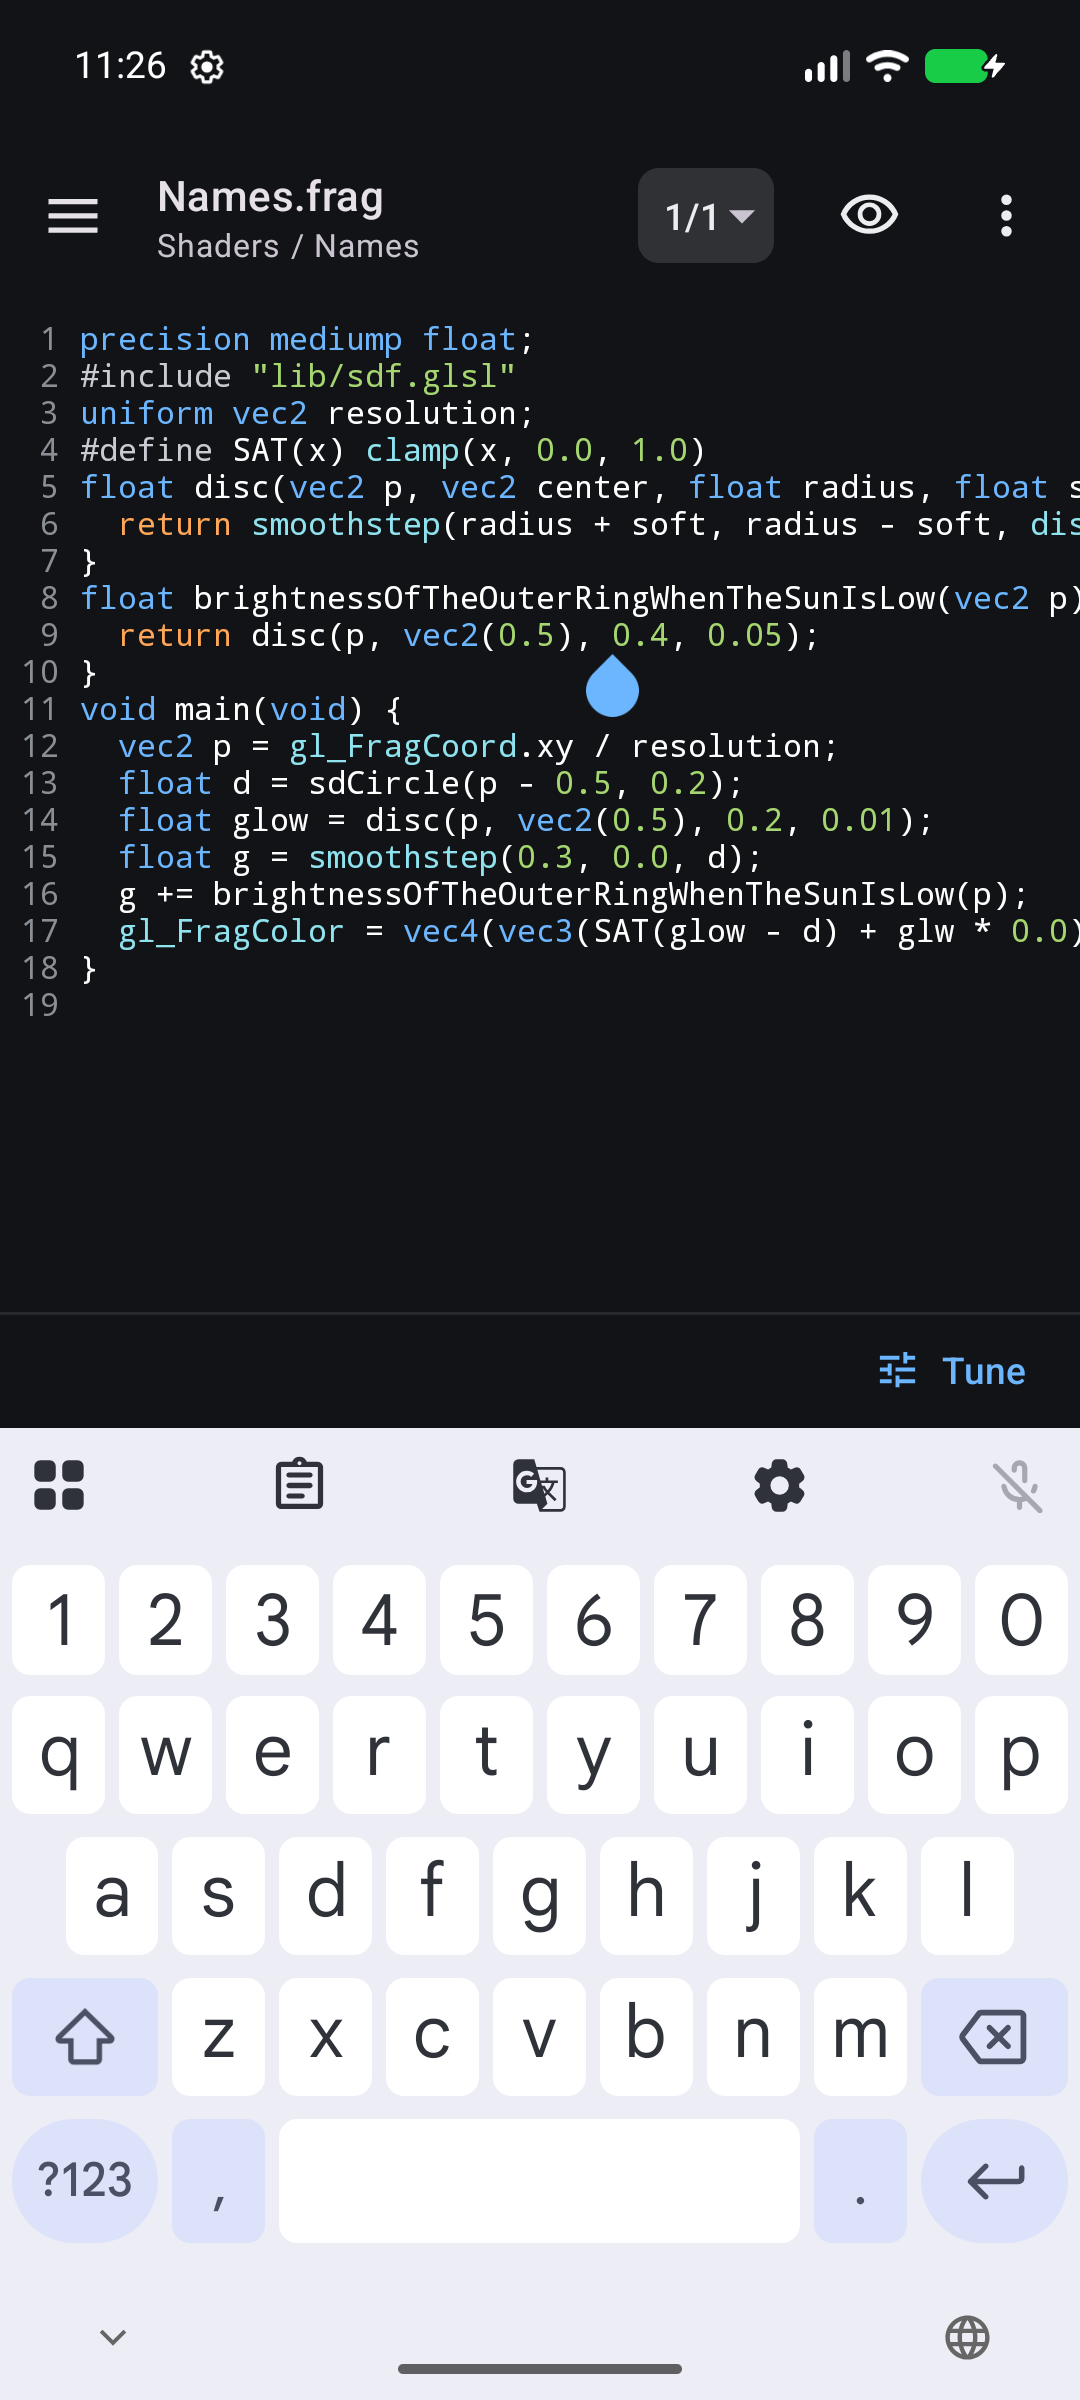 11:26
Names.frag
Shaders / Names
1/1
1 precision mediump float;
2 #include "lib/sdf.glsl"
3 uniform vec2 resolution;
4 #define SAT(x) clamp(x, 0.0, 1.0)
5 float disc(vec2 p, vec2 center, float radius, float s
6   return smoothstep(radius + soft, radius - soft, dis
7 }
8 float brightnessOfTheOuterRingWhenTheSunIsLow(vec2 p)
9   return disc(p, vec2(0.5), 0.4, 0.05);
10 }
11 void main(void) {
12   vec2 p = gl_FragCoord.xy / resolution;
13   float d = sdCircle(p - 0.5, 0.2);
14   float glow = disc(p, vec2(0.5), 0.2, 0.01);
15   float g = smoothstep(0.3, 0.0, d);
16   g += brightnessOfTheOuterRingWhenTheSunIsLow(p);
17   gl_FragColor = vec4(vec3(SAT(glow - d) + glw * 0.0)
18 }
19
Tune
1 2 3 4 5 6 7 8 9 0
q w e r t y u i o p
a s d f g h j k l
z x c v b n m
?123 , .